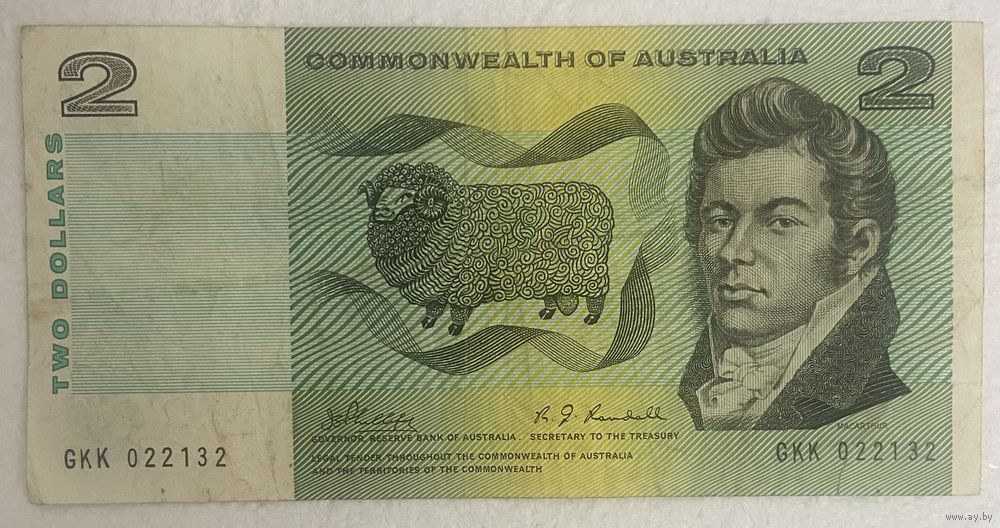 COMMONWEALTH OF AUSTRALIA
2
2
TWO DOLLARS
R. J. Randall
GOVERNOR, RESERVE BANK OF AUSTRALIA. SECRETARY TO THE TREASURY
MACARTHUR
LEGAL TENDER THROUGHOUT THE COMMONWEALTH OF AUSTRALIA
AND THE TERRITORIES OF THE COMMONWEALTH
GKK 022132
GKK 022132
www.ay.by